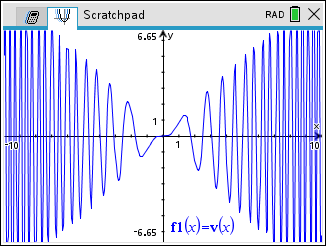 Scratchpad RAD
6.65 y
1
x
-10 1 10
-6.65
f1(x)=v(x)